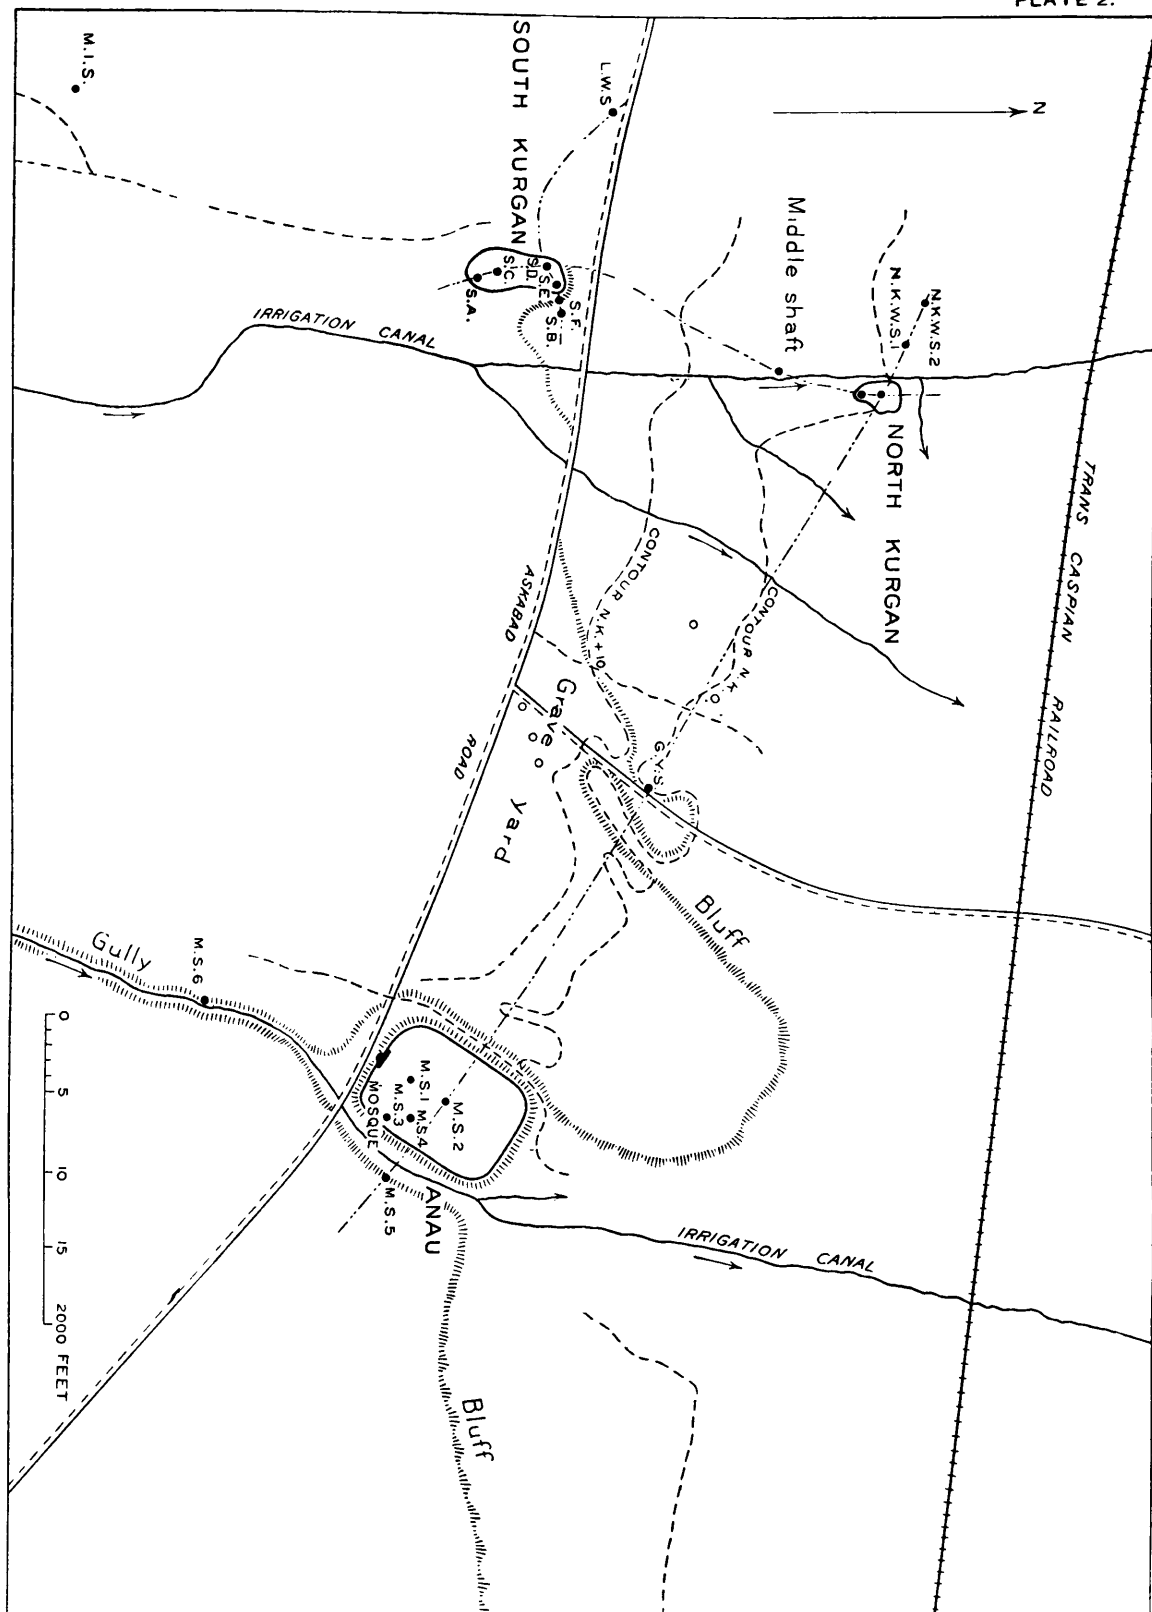 PLATE 2.
M.I.S.
SOUTH KURGAN
L.W.S
N
Middle shaft
N.K.W.S.1
N.K.W.S.2
S.A.
S.C.
S.D.
S.E.
S.F.
S.B.
IRRIGATION CANAL
NORTH KURGAN
TRANS CASPIAN RAILROAD
CONTOUR N.K.+10
CONTOUR N.K.
ASKABAD ROAD
Grave Yard
G.Y.S.
Bluff
Gully
M.S.6
M.S.1
M.S.2
M.S.3
M.S4
MOSQUE
M.S.5
ANAU
IRRIGATION CANAL
Bluff
0 5 10 15 2000 FEET